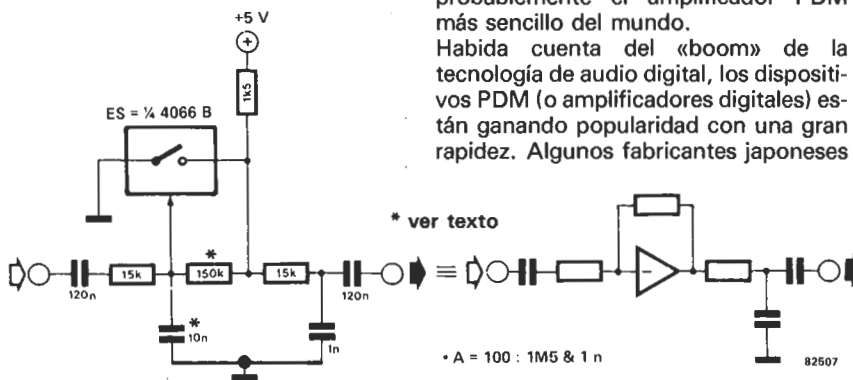 probablemente el amplificador PDM
más sencillo del mundo.
Habida cuenta del «boom» de la
tecnología de audio digital, los dispositi-
vos PDM (o amplificadores digitales) es-
tán ganando popularidad con una gran
rapidez. Algunos fabricantes japoneses
+5 V
1k5
ES = ¼ 4066 B
* ver texto
15k
*
150k
15k
120n
120n
*
10n
1n
• A = 100 : 1M5 & 1 n
82507